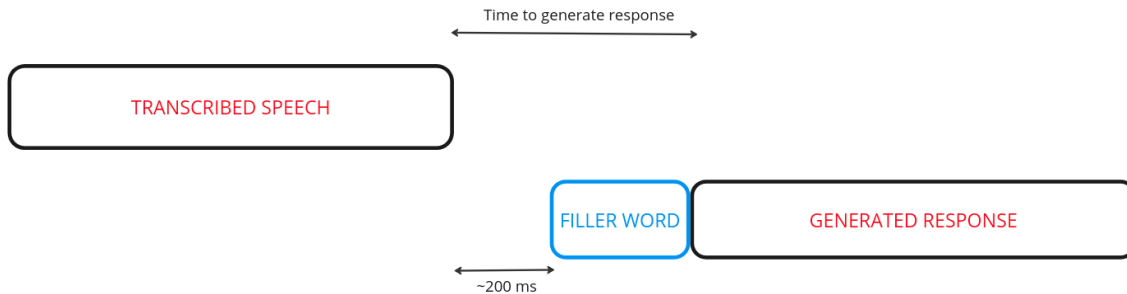 Time to generate response
TRANSCRIBED SPEECH
FILLER WORD
GENERATED RESPONSE
~200 ms